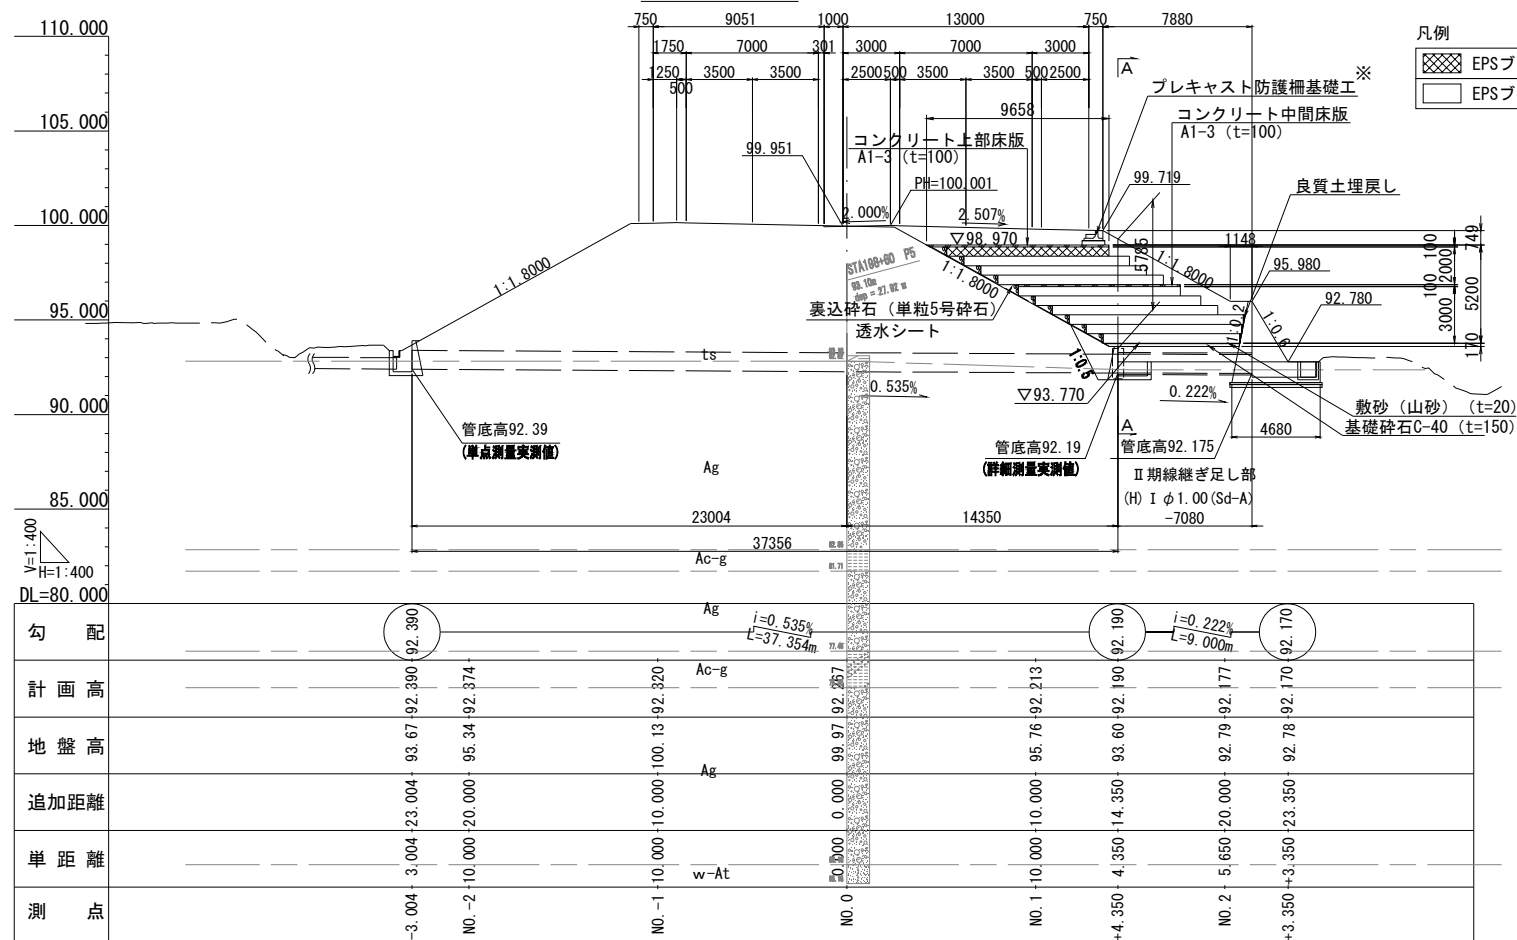 750 9051 1000 13000 750 7880
1750 7000 301 3000 7000 3000
1250 3500 3500 2500 500 3500 3500 500 2500
500
110.000
105.000
100.000
95.000
90.000
85.000
DL=80.000
V=1:400
H=1:400
凡例
EPSブ
EPSブ
A
プレキャスト防護柵基礎工※
9658
コンクリート中間床版
A1-3 (t=100)
コンクリート上部床版
A1-3 (t=100)
99.951
PH=100.001
99.719
良質土埋戻し
2.000%
2.507%
▽98.970
5785
1148
1:1.8000
1:1.8000
1:1.8000
95.980
92.780
100 100 749
2000
5200
3000
170
STA188+60 P5
93.10m
dep = 27.92 m
裏込砕石 (単粒5号砕石)
透水シート
1:0.2
1:0.6
1:0.5
ts
0.535%
▽93.770
0.222%
敷砂 (山砂) (t=20)
基礎砕石C-40 (t=150)
4680
管底高92.39
(単点測量実測値)
管底高92.19
(詳細測量実測値)
A
管底高92.175
Ⅱ期線継ぎ足し部
(H) I φ1.00(Sd-A)
Ag
23004 14350 -7080
37356
Ac-g
81.71
Ag
Ac-g
Ag
w-At
勾配 92.390 i=0.535% L=37.354m 92.190 i=0.222% L=9.000m 92.170
計画高 92.390 92.374 92.320 92.267 92.213 92.190 92.177 92.170
地盤高 93.67 95.34 100.13 99.97 95.76 93.60 92.79 92.78
追加距離 23.004 20.000 10.000 0.000 10.000 14.350 20.000 23.350
単距離 3.004 10.000 10.000 0.000 10.000 4.350 5.650 3.350
測点 -3.004 NO.-2 NO.-1 NO.0 NO.1 +4.350 NO.2 +3.350